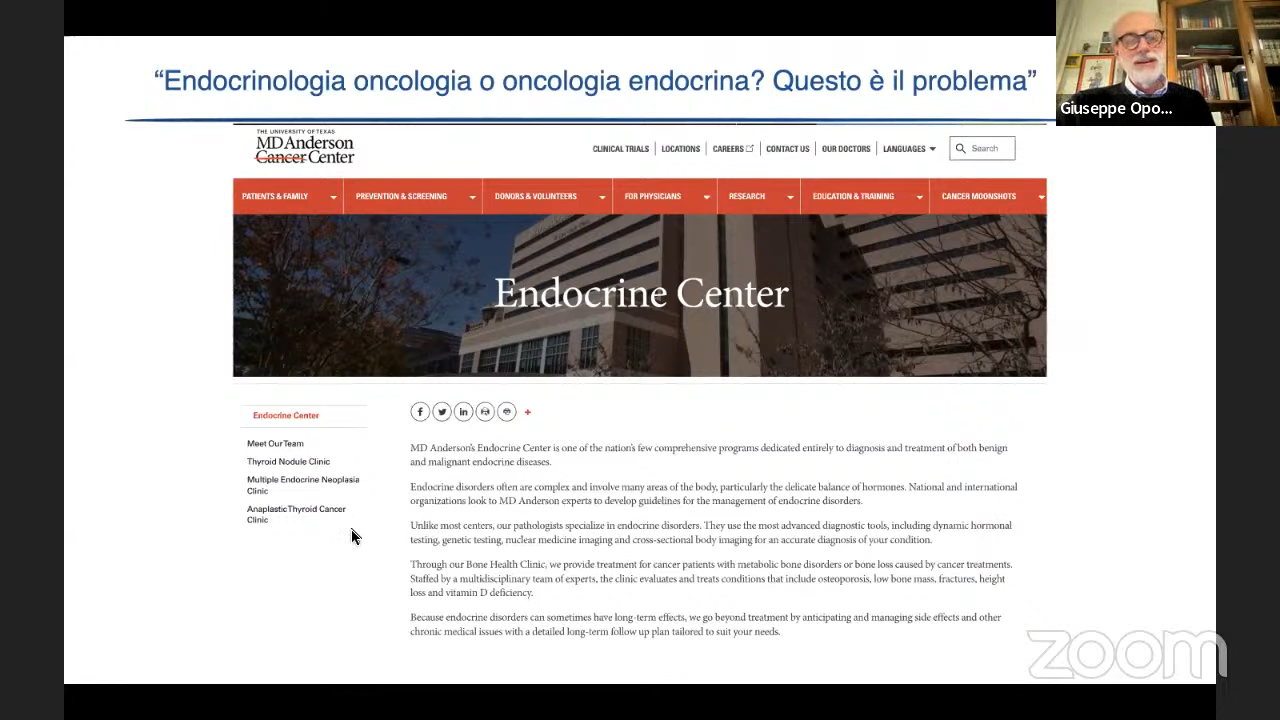 “Endocrinologia oncologia o oncologia endocrina? Questo è il problema”
Giuseppe Opo...
THE UNIVERSITY OF TEXAS
MD Anderson
Cancer Center
CLINICAL TRIALS
LOCATIONS
CAREERS
CONTACT US
OUR DOCTORS
LANGUAGES
Search
PATIENTS & FAMILY
PREVENTION & SCREENING
DONORS & VOLUNTEERS
FOR PHYSICIANS
RESEARCH
EDUCATION & TRAINING
CANCER MOONSHOTS
Endocrine Center
Endocrine Center
Meet Our Team
Thyroid Nodule Clinic
Multiple Endocrine Neoplasia
Clinic
Anaplastic Thyroid Cancer
Clinic
MD Anderson's Endocrine Center is one of the nation's few comprehensive programs dedicated entirely to diagnosis and treatment of both benign
and malignant endocrine diseases.
Endocrine disorders often are complex and involve many areas of the body, particularly the delicate balance of hormones. National and international
organizations look to MD Anderson experts to develop guidelines for the management of endocrine disorders.
Unlike most centers, our pathologists specialize in endocrine disorders. They use the most advanced diagnostic tools, including dynamic hormonal
testing, genetic testing, nuclear medicine imaging and cross-sectional body imaging for an accurate diagnosis of your condition.
Through our Bone Health Clinic, we provide treatment for cancer patients with metabolic bone disorders or bone loss caused by cancer treatments.
Staffed by a multidisciplinary team of experts, the clinic evaluates and treats conditions that include osteoporosis, low bone mass, fractures, height
loss and vitamin D deficiency.
Because endocrine disorders can sometimes have long-term effects, we go beyond treatment by anticipating and managing side effects and other
chronic medical issues with a detailed long-term follow up plan tailored to suit your needs.
zoom